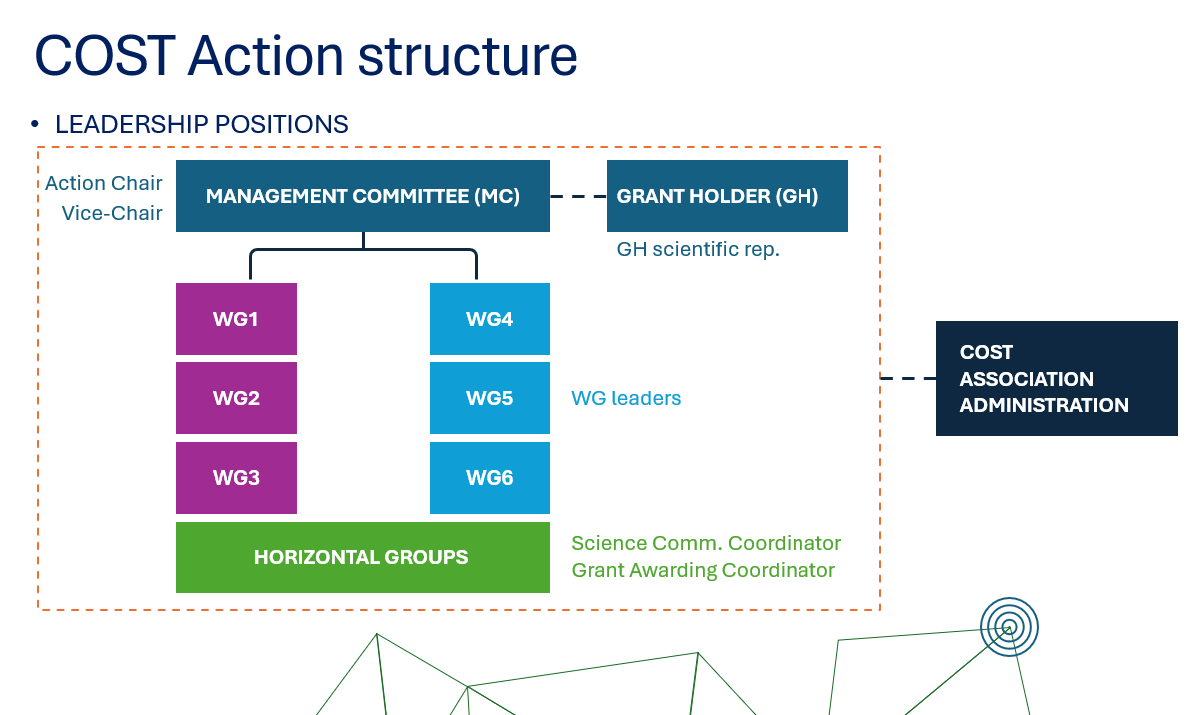 COST Action structure
• LEADERSHIP POSITIONS
Action Chair
Vice-Chair
MANAGEMENT COMMITTEE (MC)
GRANT HOLDER (GH)
GH scientific rep.
WG1
WG4
WG2
WG5
WG leaders
WG3
WG6
HORIZONTAL GROUPS
Science Comm. Coordinator
Grant Awarding Coordinator
COST
ASSOCIATION
ADMINISTRATION